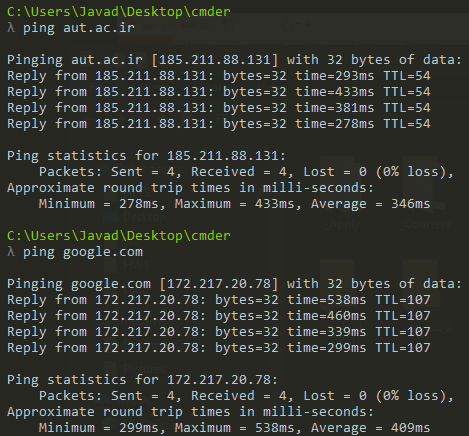 C:\Users\Javad\Desktop\cmder
λ ping aut.ac.ir
Pinging aut.ac.ir [185.211.88.131] with 32 bytes of data:
Reply from 185.211.88.131: bytes=32 time=293ms TTL=54
Reply from 185.211.88.131: bytes=32 time=433ms TTL=54
Reply from 185.211.88.131: bytes=32 time=381ms TTL=54
Reply from 185.211.88.131: bytes=32 time=278ms TTL=54
Ping statistics for 185.211.88.131:
    Packets: Sent = 4, Received = 4, Lost = 0 (0% loss),
Approximate round trip times in milli-seconds:
    Minimum = 278ms, Maximum = 433ms, Average = 346ms
C:\Users\Javad\Desktop\cmder
λ ping google.com
Pinging google.com [172.217.20.78] with 32 bytes of data:
Reply from 172.217.20.78: bytes=32 time=538ms TTL=107
Reply from 172.217.20.78: bytes=32 time=460ms TTL=107
Reply from 172.217.20.78: bytes=32 time=339ms TTL=107
Reply from 172.217.20.78: bytes=32 time=299ms TTL=107
Ping statistics for 172.217.20.78:
    Packets: Sent = 4, Received = 4, Lost = 0 (0% loss),
Approximate round trip times in milli-seconds:
    Minimum = 299ms, Maximum = 538ms, Average = 409ms